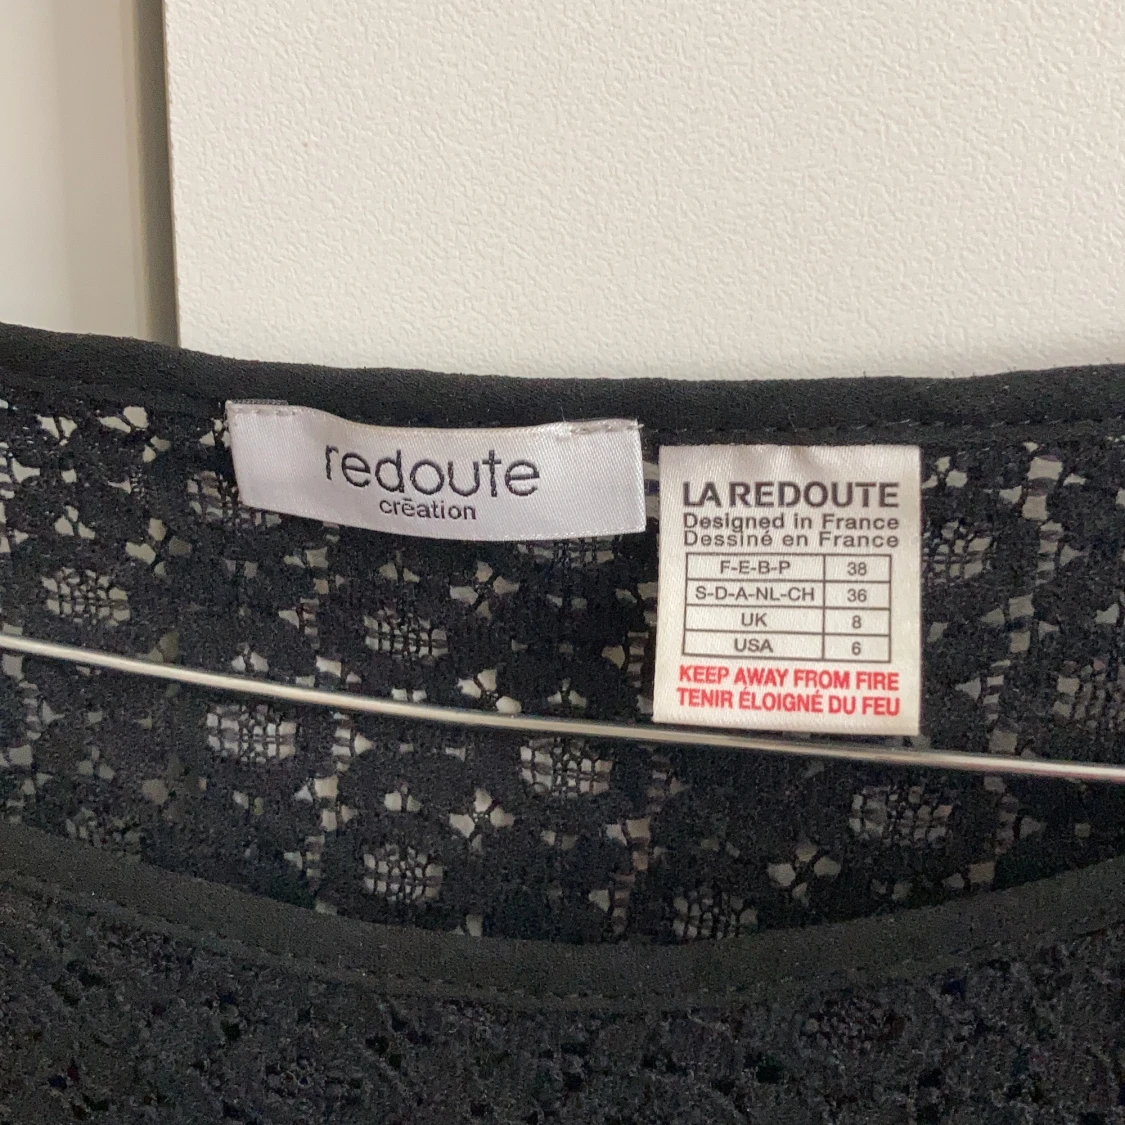 redoute
crēation
LA REDOUTE
Designed in France
Dessiné en France
F-E-B-P 38
S-D-A-NL-CH 36
UK 8
USA 6
KEEP AWAY FROM FIRE
TENIR ÉLOIGNÉ DU FEU